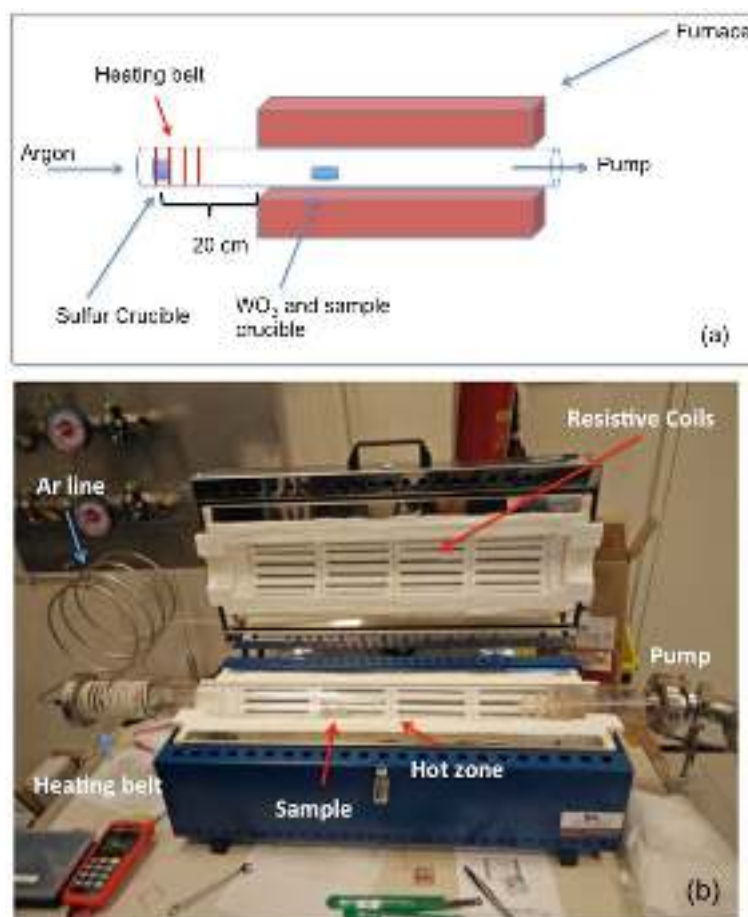 Furnace
Heating belt
Argon
Pump
20 cm
Sulfur Crucible
WO3 and sample
crucible
(a)
Resistive Coils
Ar line
Pump
Hot zone
Heating belt
Sample
(b)